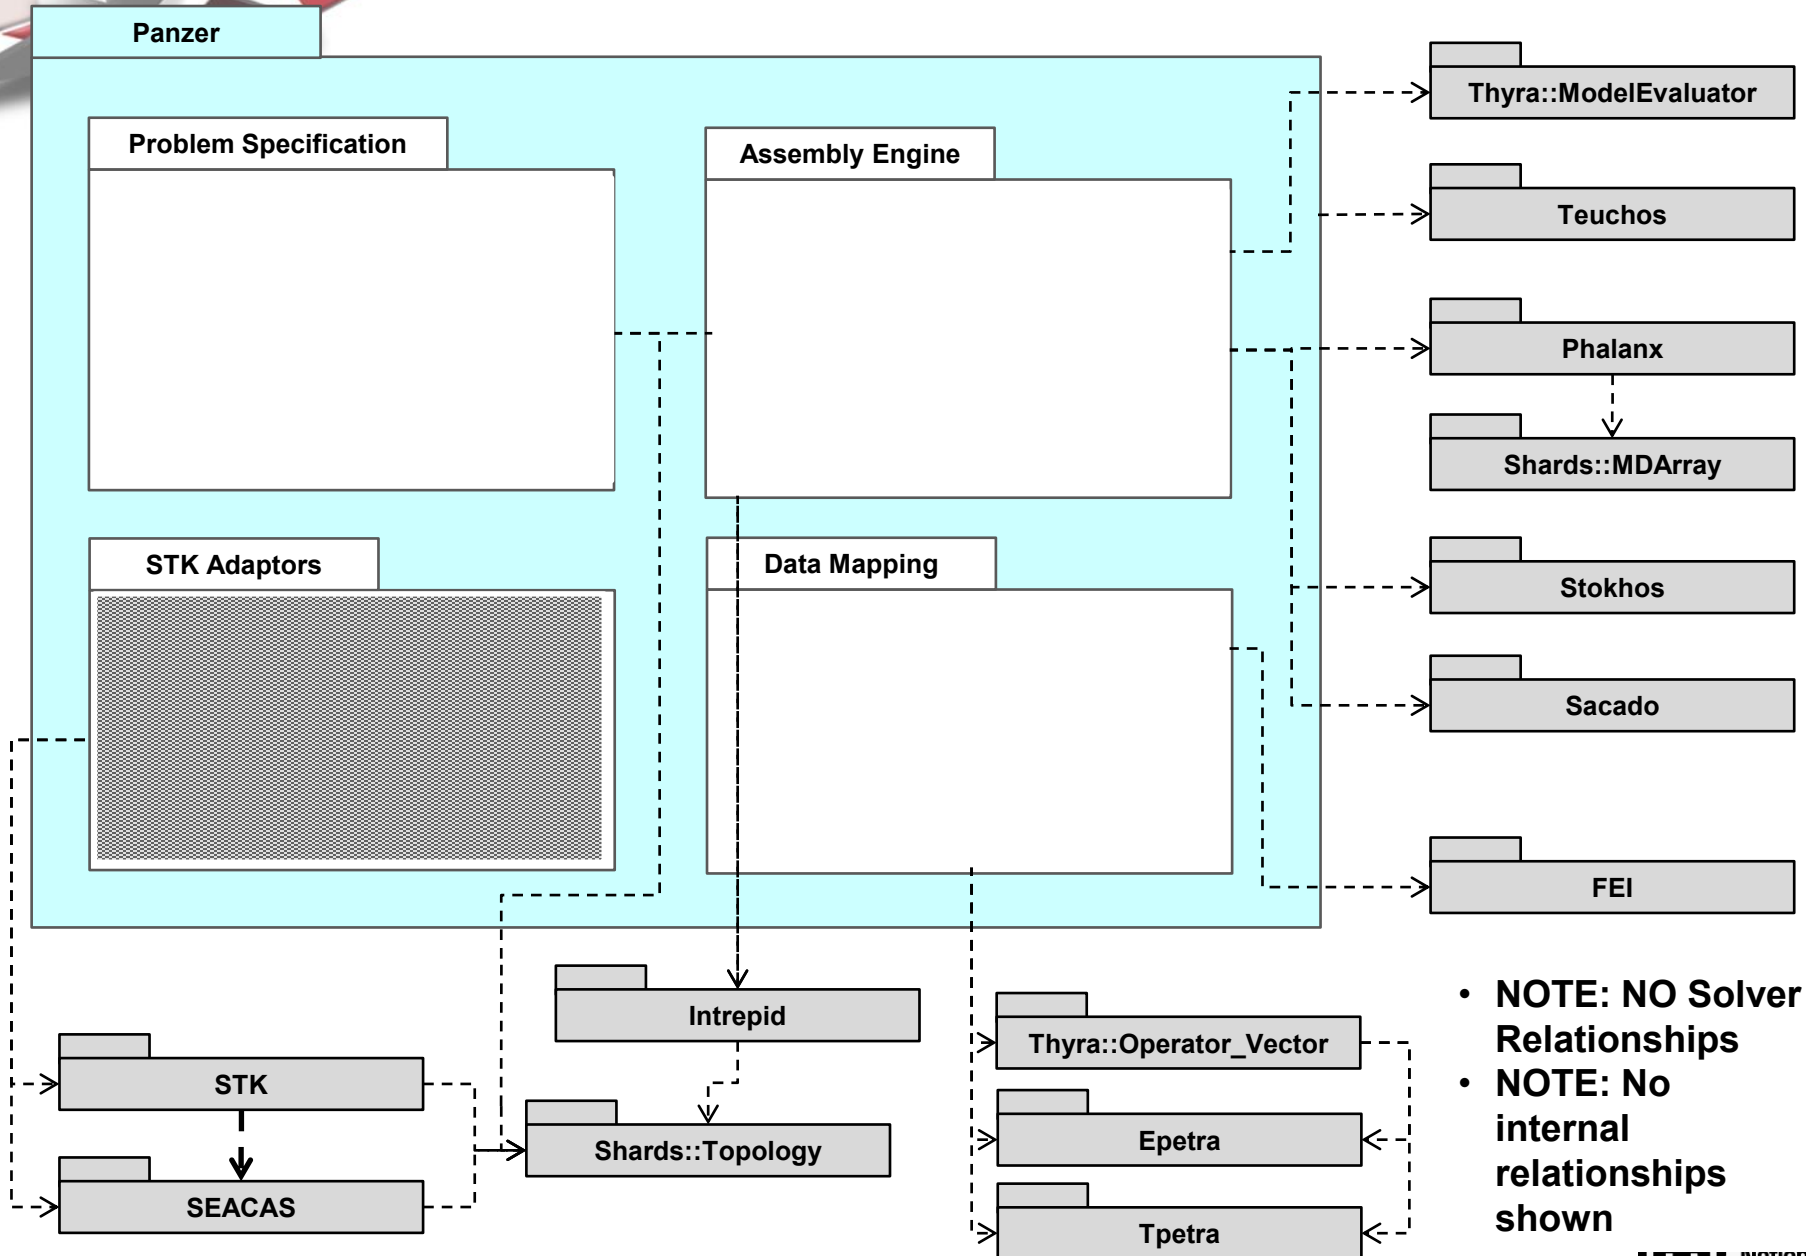 Panzer
Problem Specification
Assembly Engine
STK Adaptors
Data Mapping
Thyra::ModelEvaluator
Teuchos
Phalanx
Shards::MDArray
Stokhos
Sacado
FEI
Intrepid
STK
SEACAS
Shards::Topology
Thyra::Operator_Vector
Epetra
Tpetra
• NOTE: NO Solver
Relationships
• NOTE: No
internal
relationships
shown